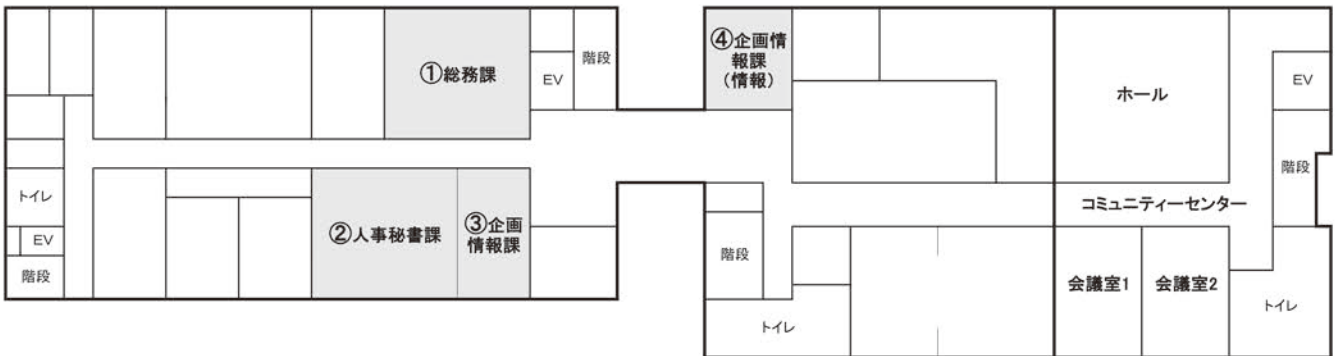 ①総務課
EV
階段
④企画情
報課
（情報）
ホール
EV
階段
トイレ
EV
階段
②人事秘書課
③企画
情報課
階段
トイレ
コミュニティーセンター
会議室1
会議室2
トイレ